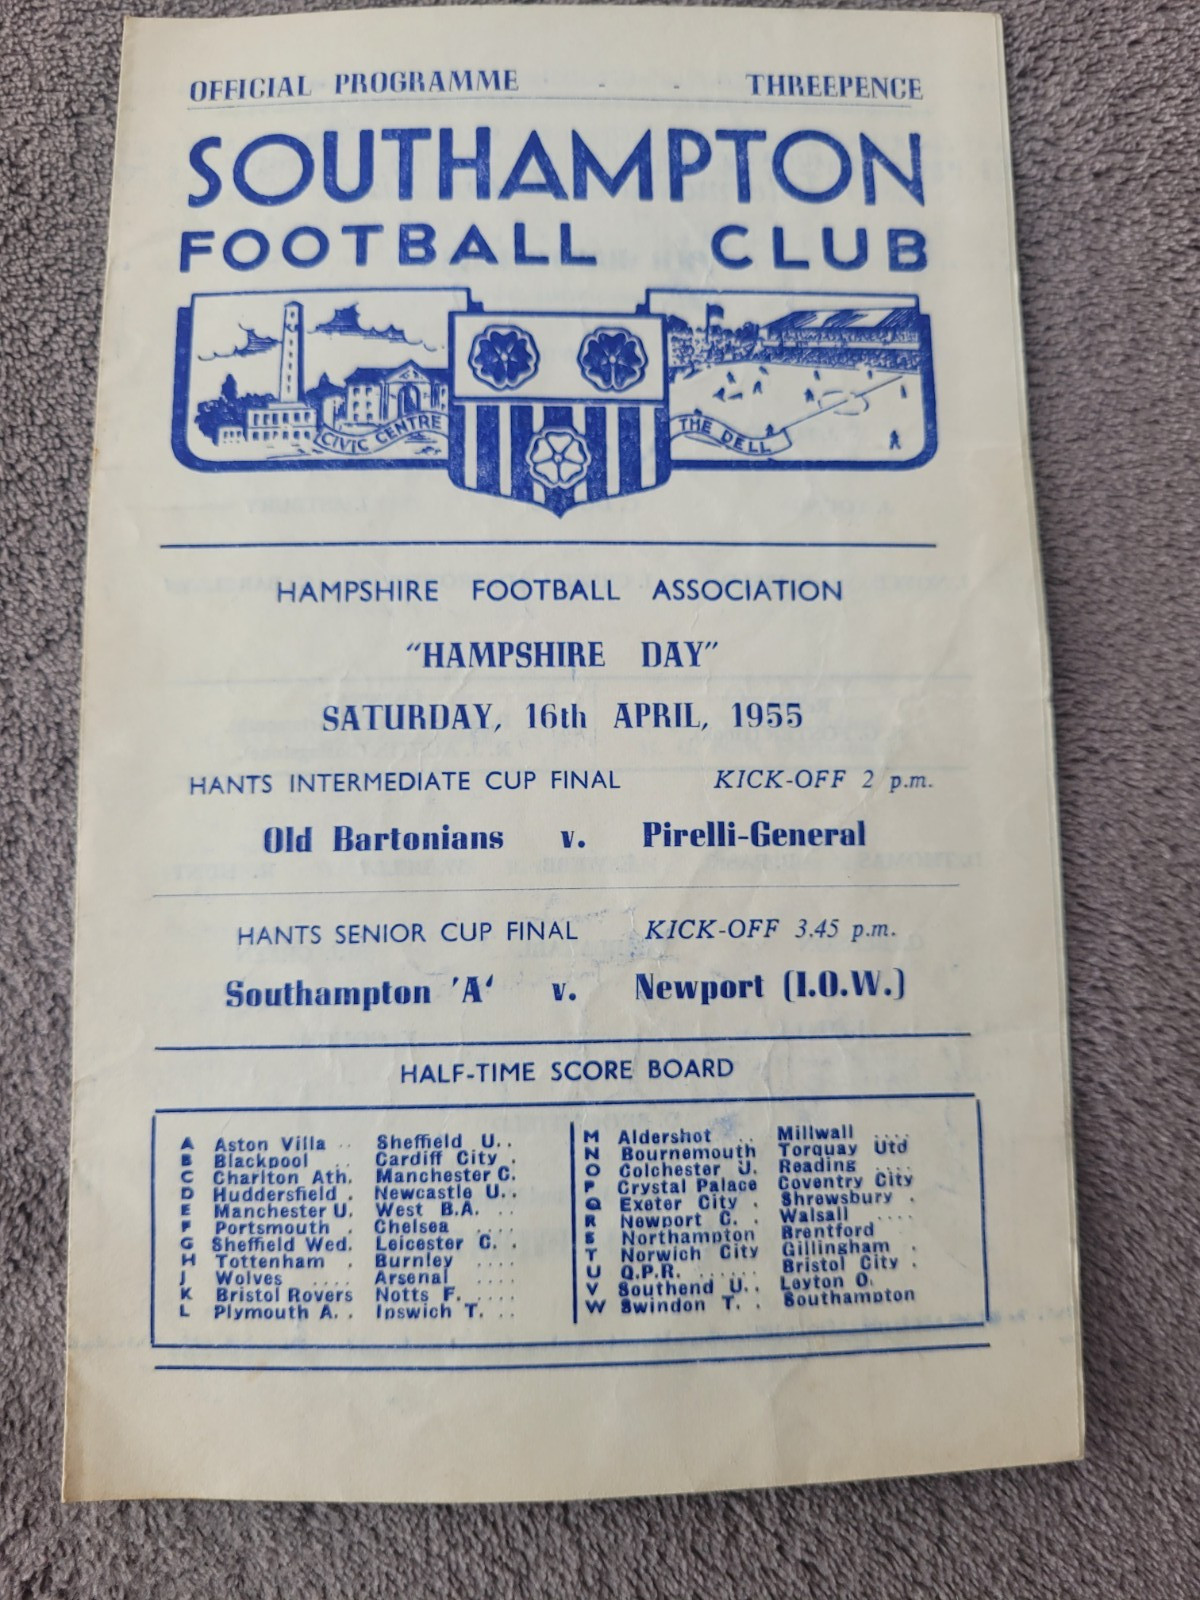 OFFICIAL PROGRAMME - - THREEPENCE
SOUTHAMPTON
FOOTBALL CLUB
CIVIC CENTRE
THE DELL
HAMPSHIRE FOOTBALL ASSOCIATION
"HAMPSHIRE DAY"
SATURDAY, 16th APRIL, 1955
HANTS INTERMEDIATE CUP FINAL KICK-OFF 2 p.m.
Old Bartonians v. Pirelli-General
HANTS SENIOR CUP FINAL KICK-OFF 3.45 p.m.
Southampton 'A' v. Newport (I.O.W.)
HALF-TIME SCORE BOARD
A Aston Villa .. Sheffield U. .
B Blackpool .. Cardiff City .
C Charlton Ath. Manchester C.
D Huddersfield . Newcastle U. .
E Manchester U. West B.A. ..
F Portsmouth . Chelsea ....
G Sheffield Wed. Leicester C. .
H Tottenham . Burnley ....
J Wolves .... Arsenal ....
K Bristol Rovers Notts F. ....
L Plymouth A. . Ipswich T. ..
M Aldershot .. Millwall ....
N Bournemouth Torquay Utd
O Colchester U. Reading ....
P Crystal Palace Coventry City
Q Exeter City . Shrewsbury .
R Newport C. . Walsall ....
S Northampton Brentford
T Norwich City Gillingham .
U Q.P.R. ...... Bristol City .
V Southend U. . Leyton O.
W Swindon T. . Southampton